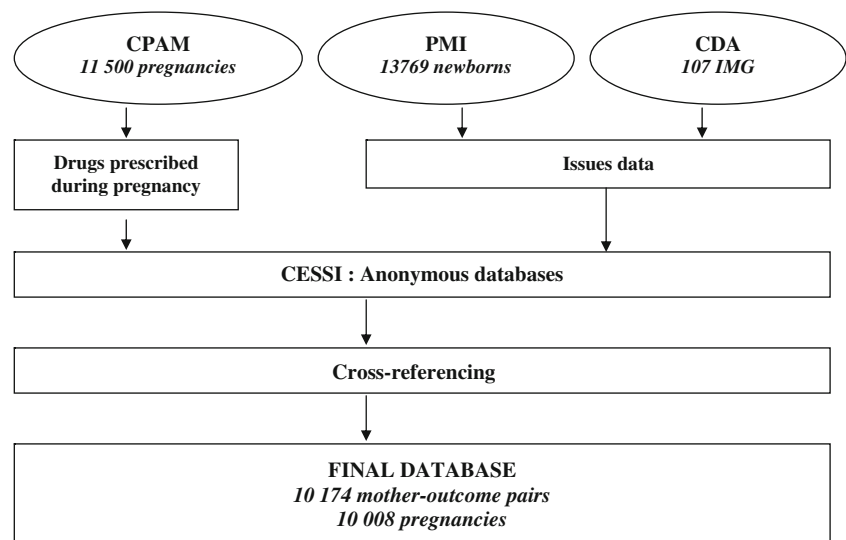 CPAM
11 500 pregnancies
PMI
13769 newborns
CDA
107 IMG
Drugs prescribed
during pregnancy
Issues data
CESSI : Anonymous databases
Cross-referencing
FINAL DATABASE
10 174 mother-outcome pairs
10 008 pregnancies